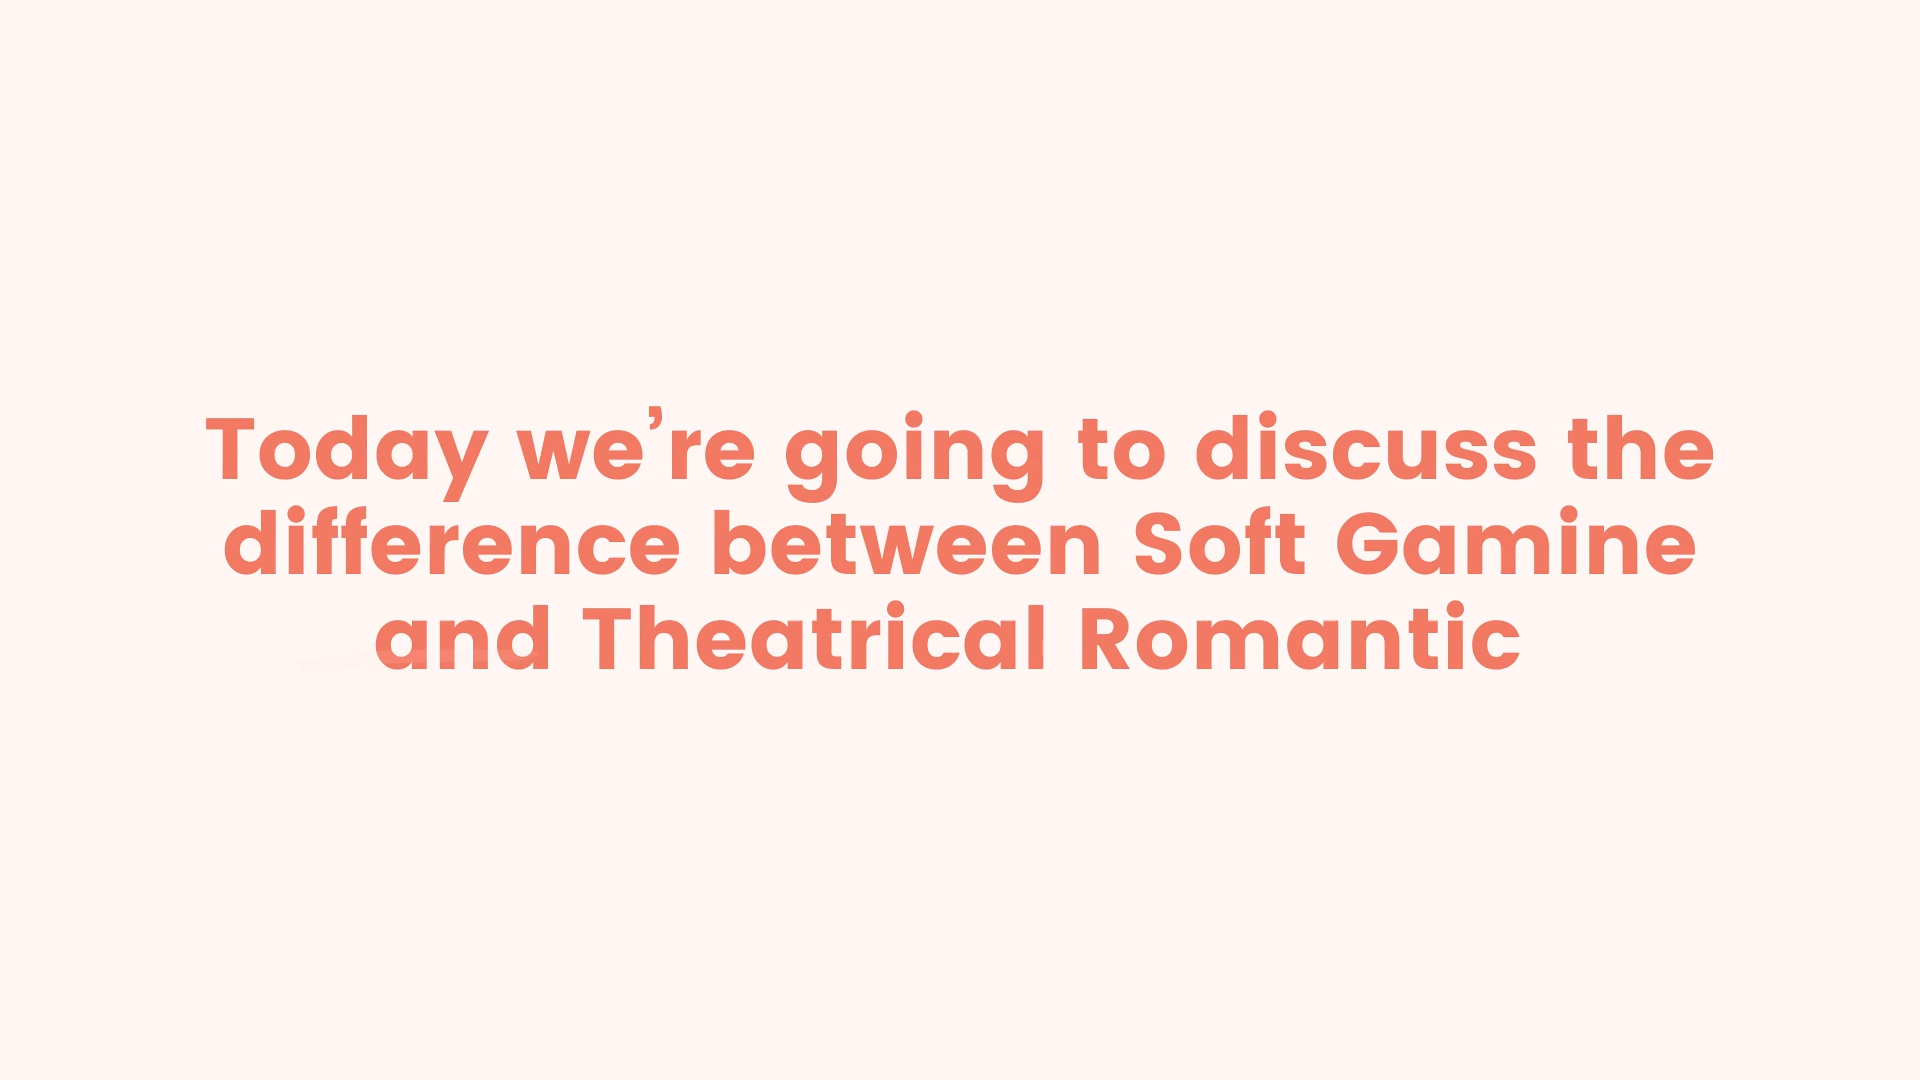 Today we’re going to discuss the
difference between Soft Gamine
and Theatrical Romantic